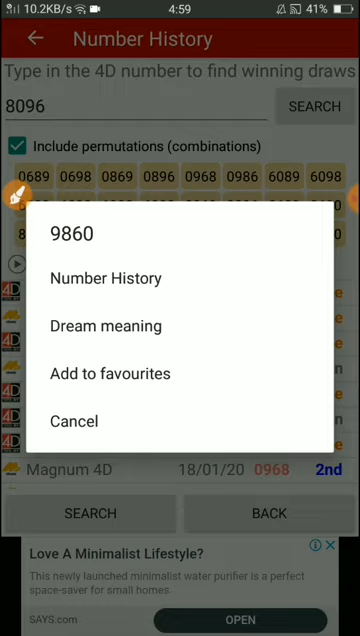 10.2KB/s 4:59 41%
Number History
Type in the 4D number to find winning draws
8096 SEARCH
Include permutations (combinations)
0689 0698 0869 0896 0968 0986 6089 6098
9860
Number History
Dream meaning
Add to favourites
Cancel
Magnum 4D 18/01/20 0968 2nd
SEARCH BACK
Love A Minimalist Lifestyle?
This newly launched minimalist water purifier is a perfect
space-saver for small homes.
SAYS.com OPEN